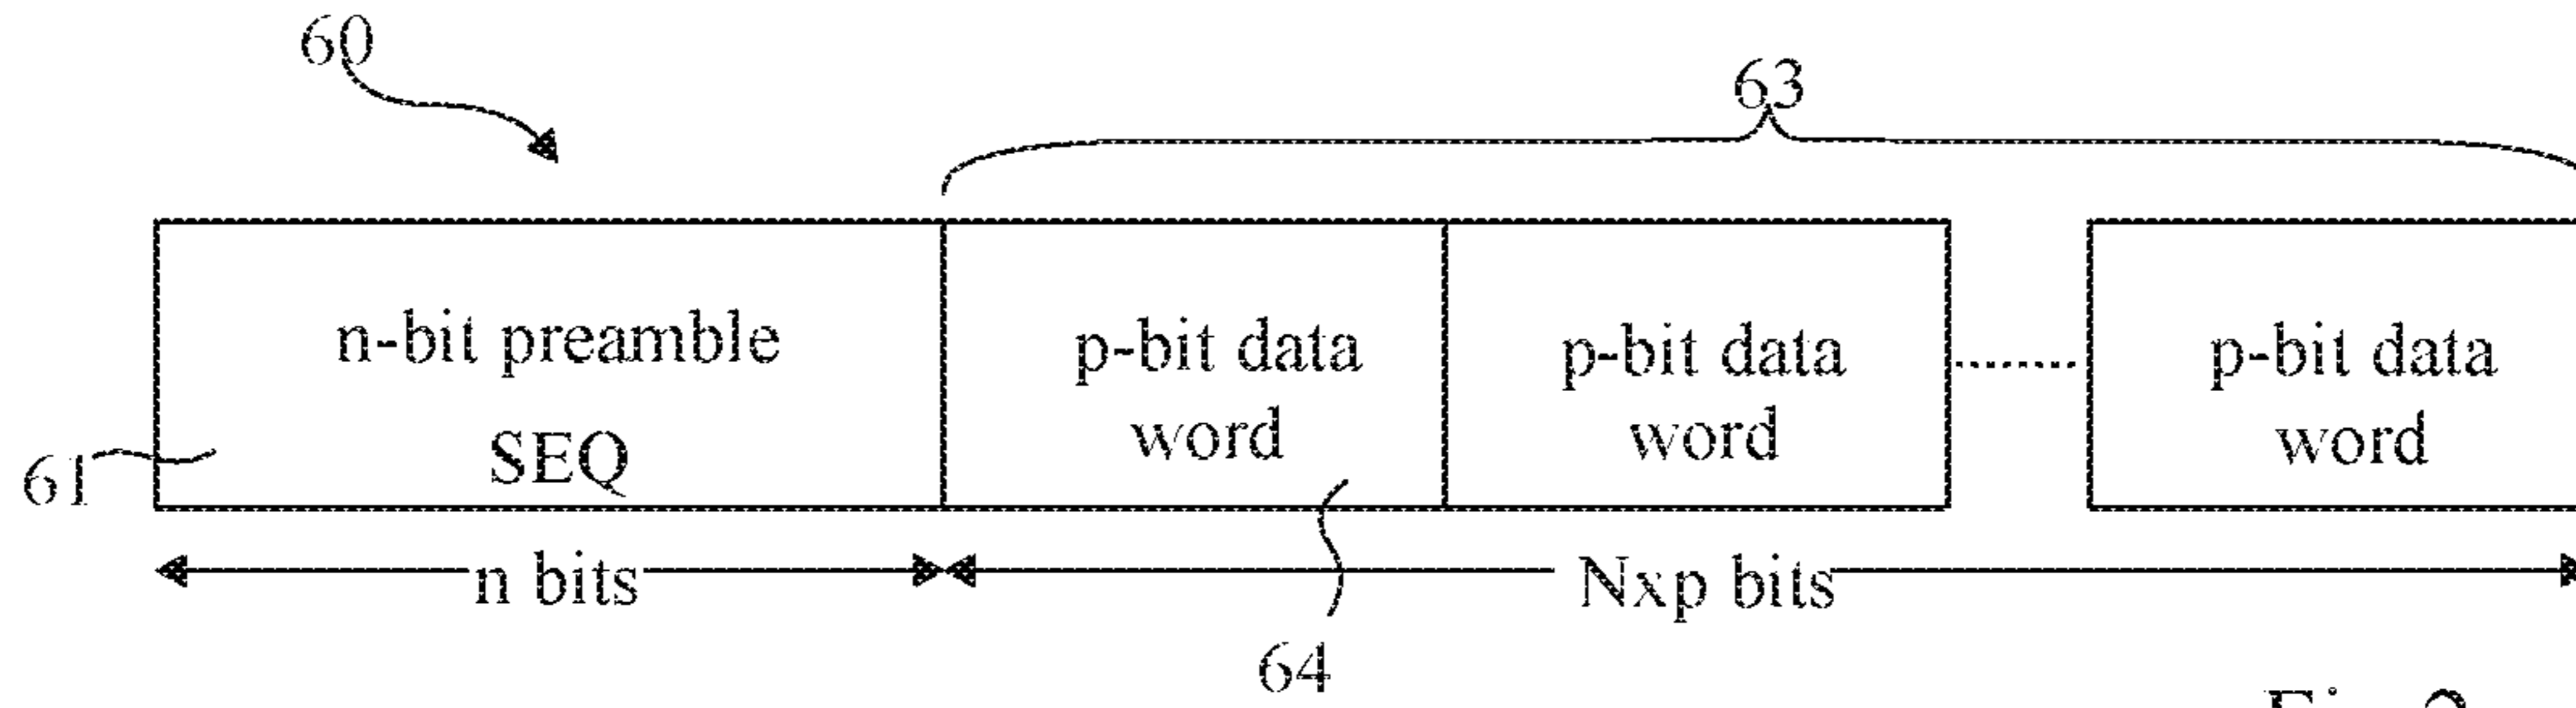 60
63
n-bit preamble
SEQ
p-bit data
word
p-bit data
word
p-bit data
word
61
n bits
Nxp bits
64